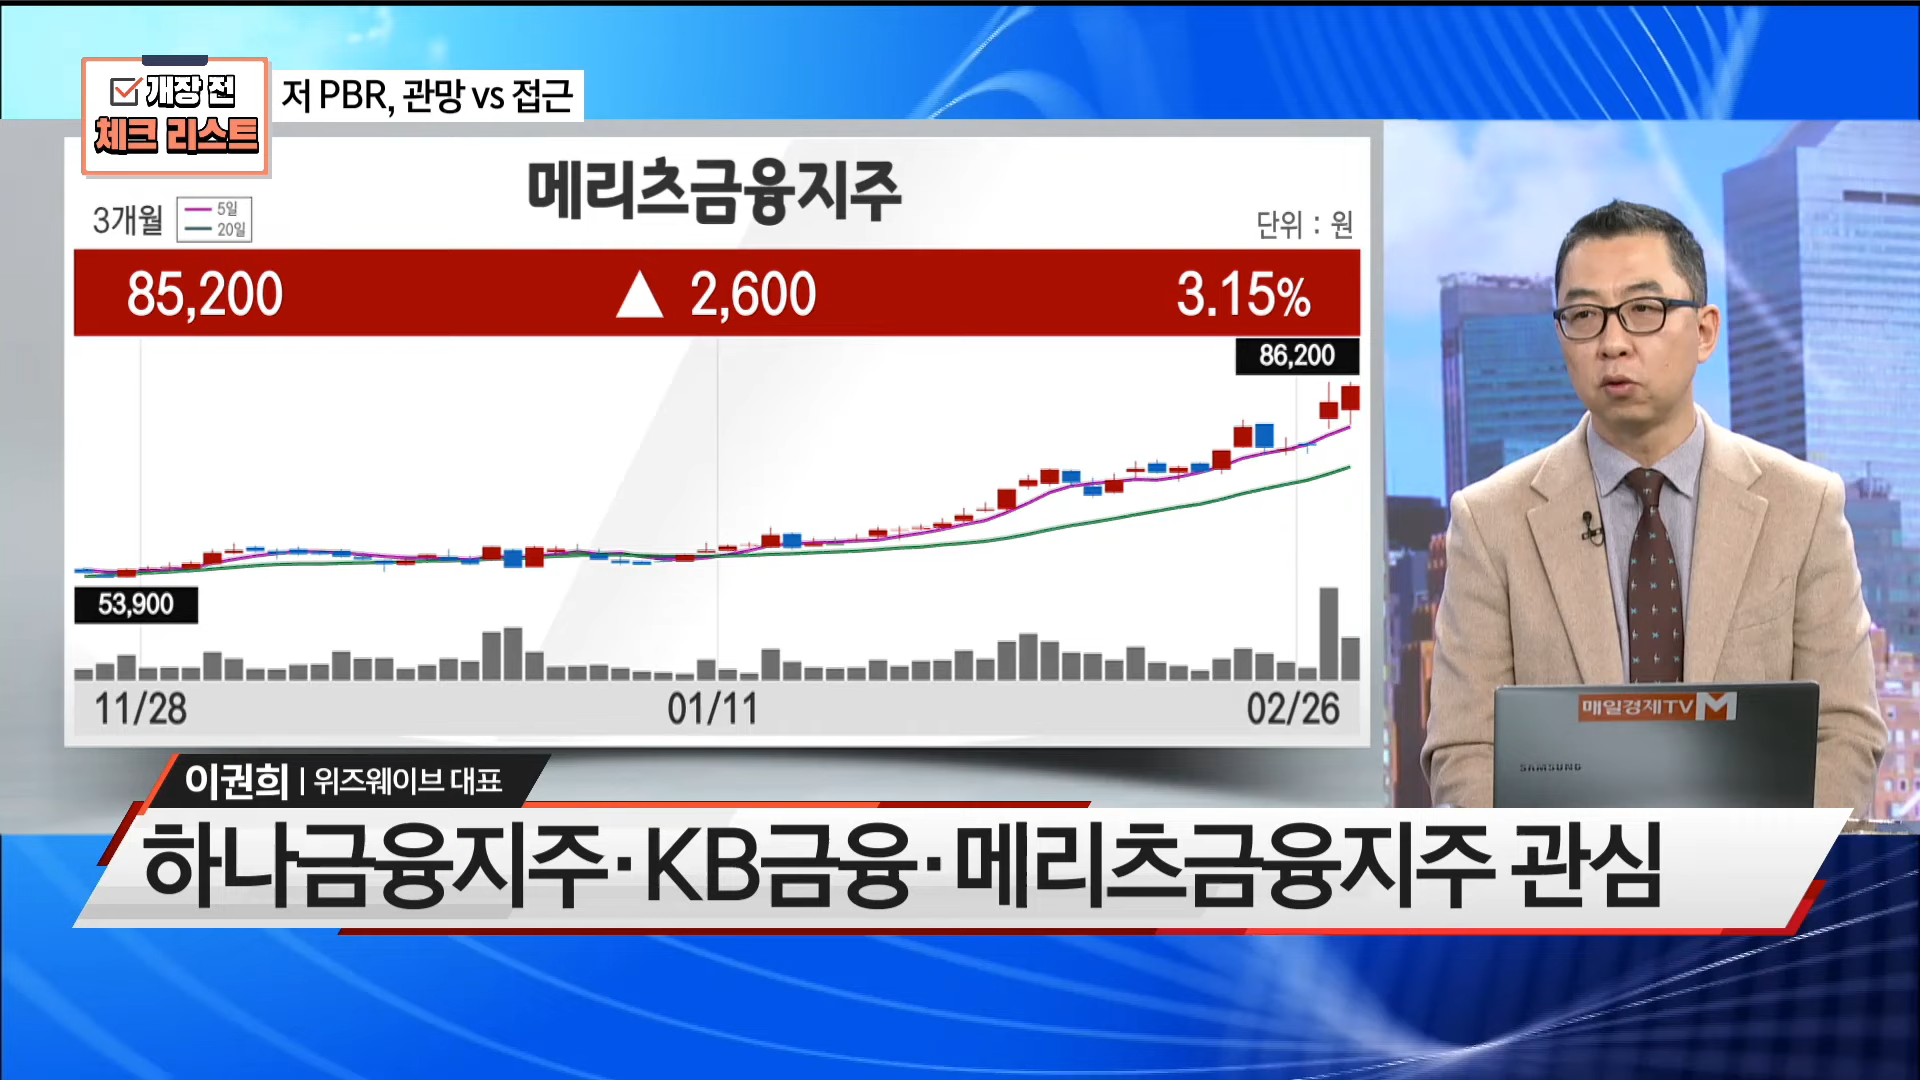 개장 전
체크 리스트
저 PBR, 관망 vs 접근
메리츠금융지주
3개월
5일
20일
단위 : 원
85,200 ▲ 2,600 3.15%
86,200
53,900
11/28 01/11 02/26
매일경제TV M
SAMSUNG
이권희 | 위즈웨이브 대표
하나금융지주·KB금융·메리츠금융지주 관심